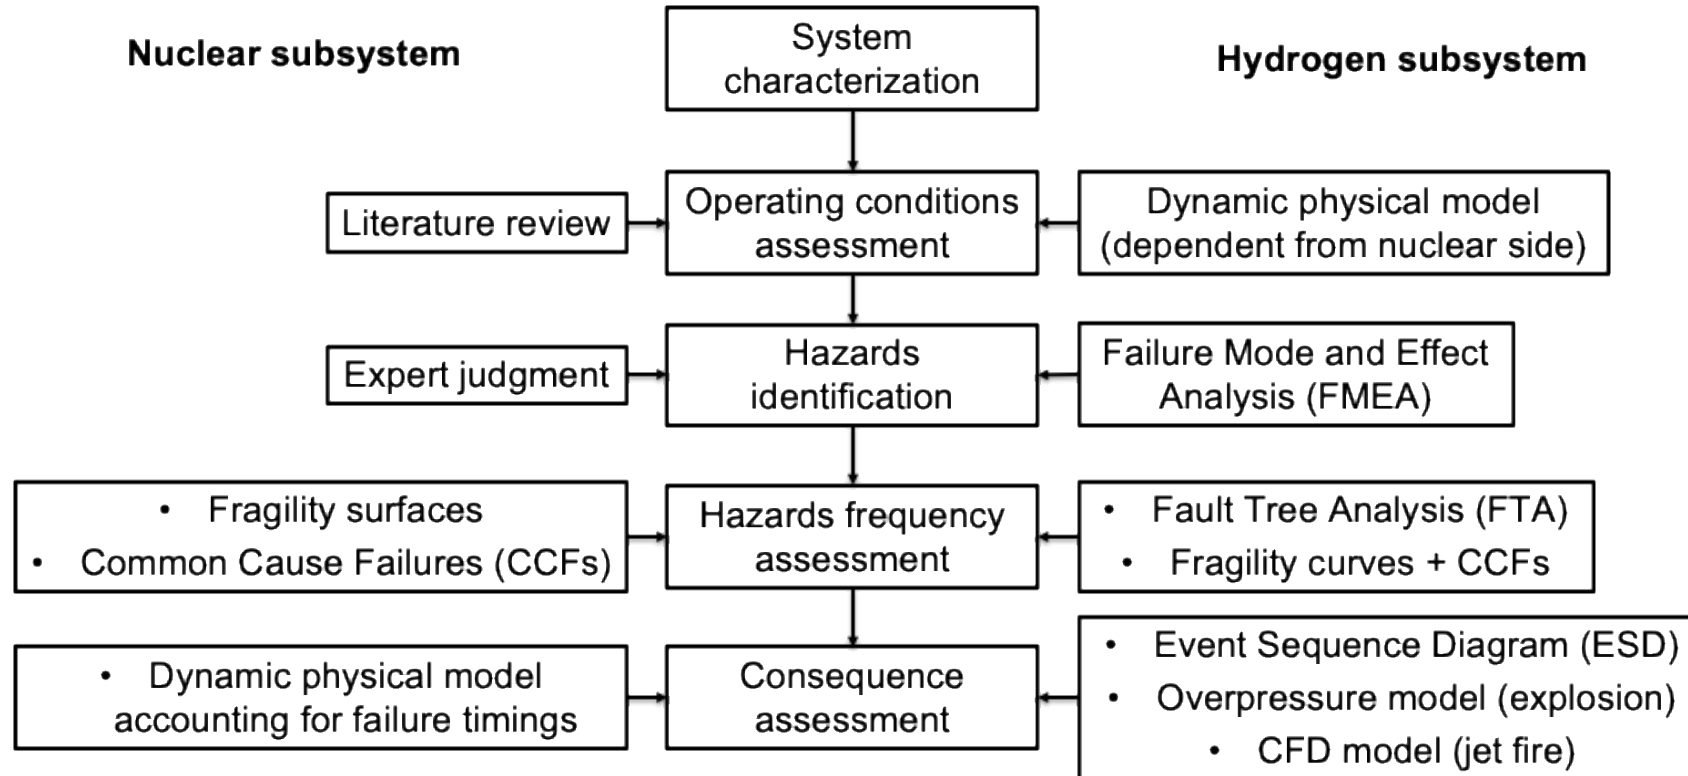 Nuclear subsystem
System
characterization
Hydrogen subsystem
Literature review
Operating conditions
assessment
Dynamic physical model
(dependent from nuclear side)
Expert judgment
Hazards
identification
Failure Mode and Effect
Analysis (FMEA)
• Fragility surfaces
• Common Cause Failures (CCFs)
Hazards frequency
assessment
• Fault Tree Analysis (FTA)
• Fragility curves + CCFs
• Dynamic physical model
accounting for failure timings
Consequence
assessment
• Event Sequence Diagram (ESD)
• Overpressure model (explosion)
• CFD model (jet fire)